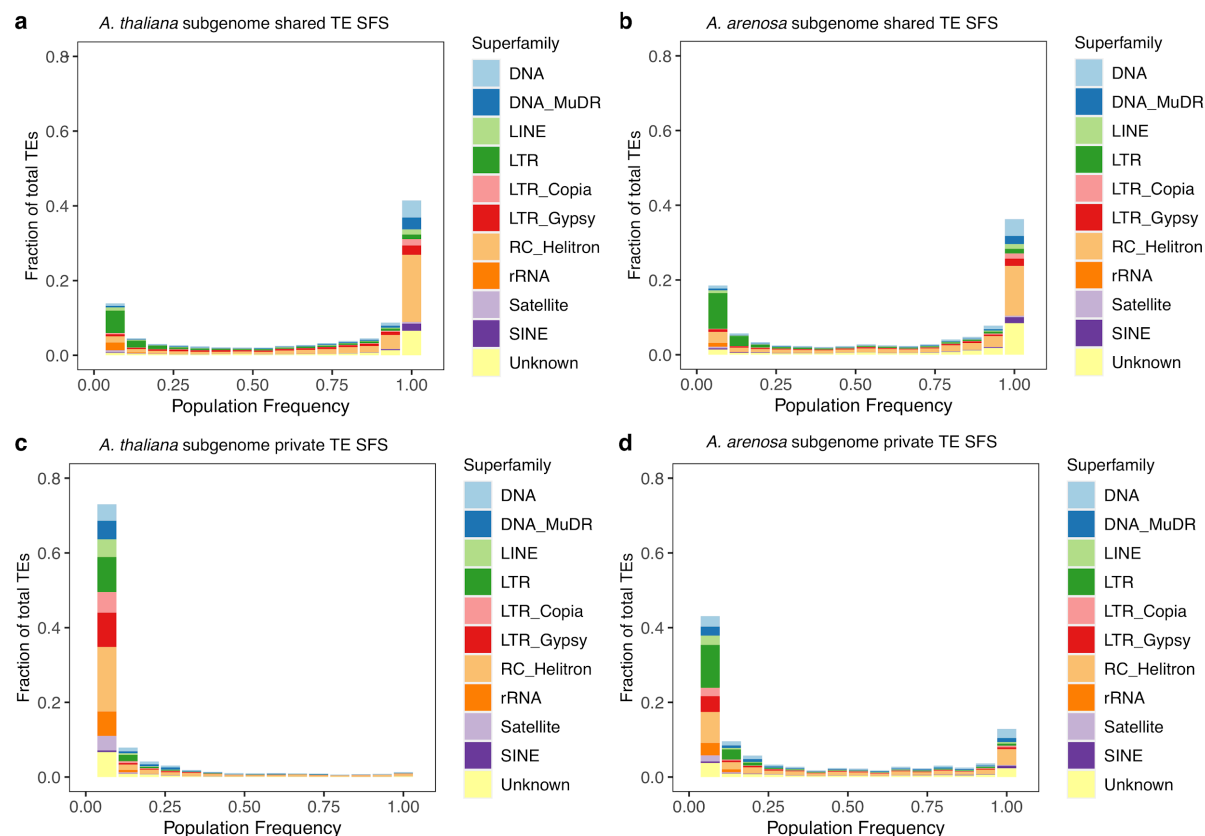 a
A. thaliana subgenome shared TE SFS
Fraction of total TEs
0.8
0.6
0.4
0.2
0.0
0.00 0.25 0.50 0.75 1.00
Population Frequency
Superfamily
DNA
DNA_MuDR
LINE
LTR
LTR_Copia
LTR_Gypsy
RC_Helitron
rRNA
Satellite
SINE
Unknown
b
A. arenosa subgenome shared TE SFS
Fraction of total TEs
0.8
0.6
0.4
0.2
0.0
0.00 0.25 0.50 0.75 1.00
Population Frequency
Superfamily
DNA
DNA_MuDR
LINE
LTR
LTR_Copia
LTR_Gypsy
RC_Helitron
rRNA
Satellite
SINE
Unknown
c
A. thaliana subgenome private TE SFS
Fraction of total TEs
0.8
0.6
0.4
0.2
0.0
0.00 0.25 0.50 0.75 1.00
Population Frequency
Superfamily
DNA
DNA_MuDR
LINE
LTR
LTR_Copia
LTR_Gypsy
RC_Helitron
rRNA
Satellite
SINE
Unknown
d
A. arenosa subgenome private TE SFS
Fraction of total TEs
0.8
0.6
0.4
0.2
0.0
0.00 0.25 0.50 0.75 1.00
Population Frequency
Superfamily
DNA
DNA_MuDR
LINE
LTR
LTR_Copia
LTR_Gypsy
RC_Helitron
rRNA
Satellite
SINE
Unknown